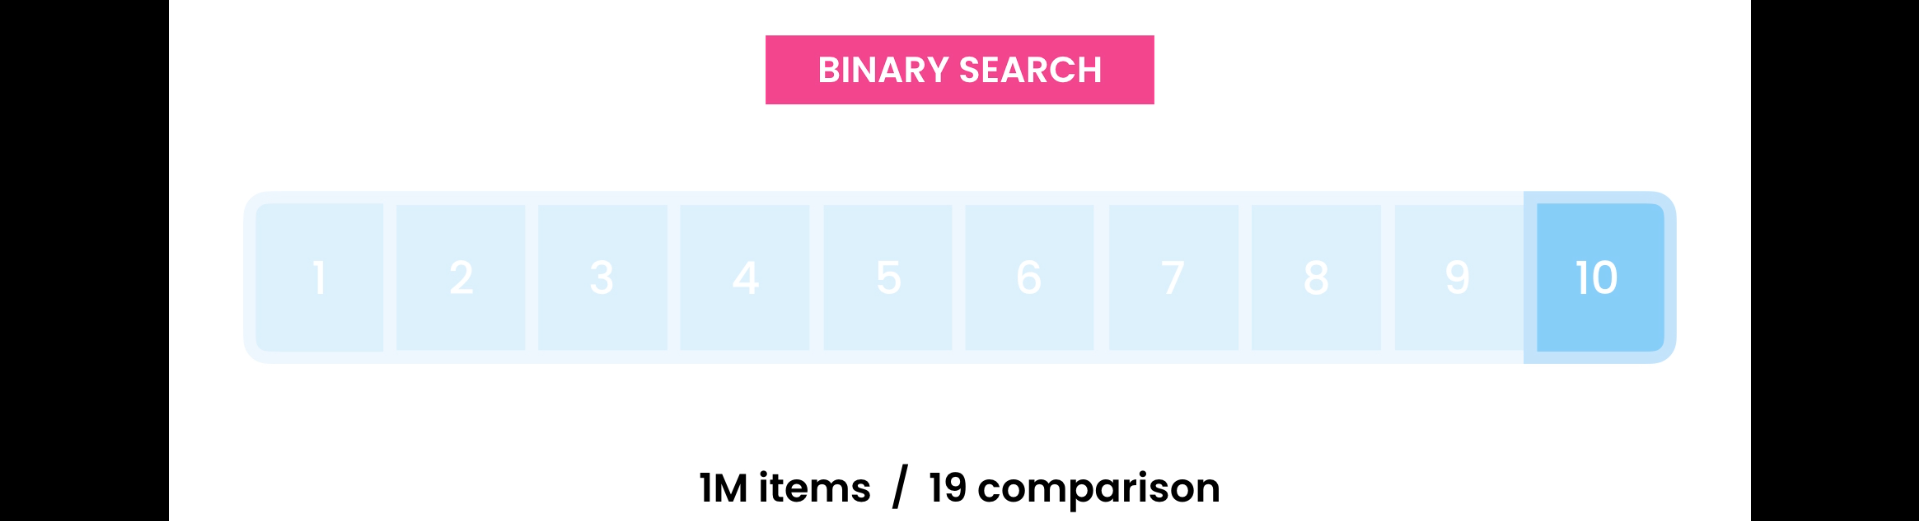 BINARY SEARCH
1 2 3 4 5 6 7 8 9 10
1M items / 19 comparison